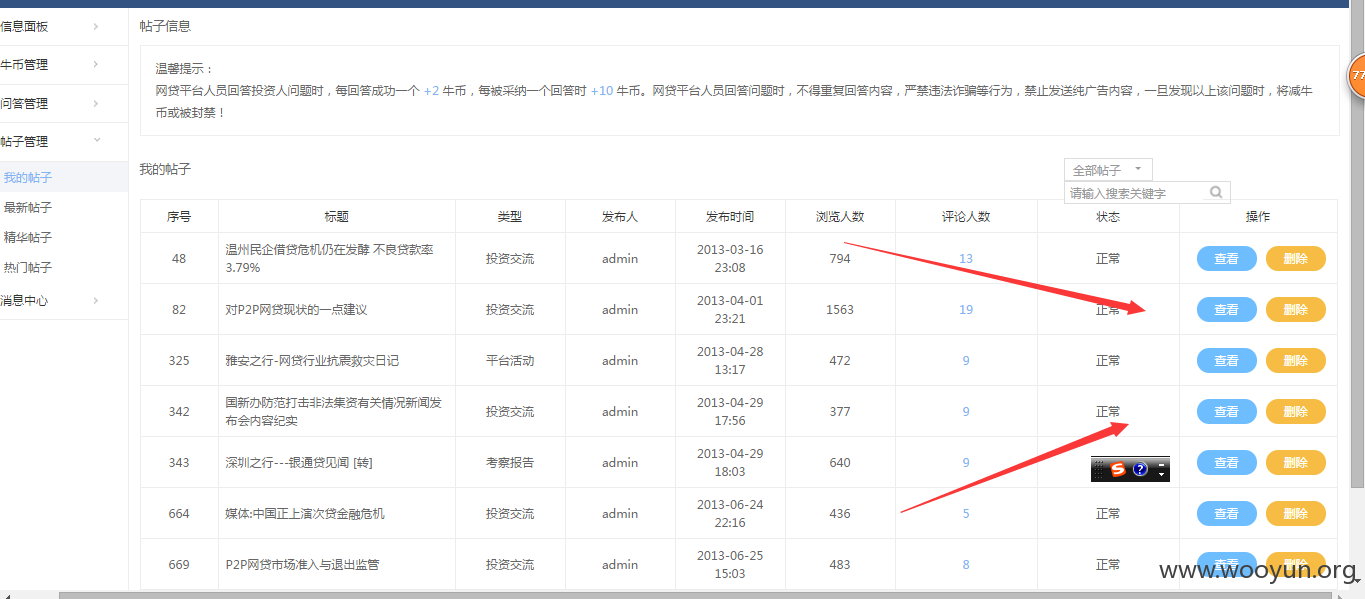 信息面板
牛币管理
问答管理
帖子管理
我的帖子
最新帖子
精华帖子
热门帖子
消息中心
帖子信息
温馨提示：
网贷平台人员回答投资人问题时，每回答成功一个 +2 牛币，每被采纳一个回答时 +10 牛币。网贷平台人员回答问题时，不得重复回答内容，严禁违法诈骗等行为，禁止发送纯广告内容，一旦发现以上该问题时，将减牛
币或被封禁！
77
我的帖子
全部帖子
请输入搜索关键字
序号 标题 类型 发布人 发布时间 浏览人数 评论人数 状态 操作
48 温州民企借贷危机仍在发酵 不良贷款率 投资交流 admin 2013-03-16 794 13 正常 查看 删除
3.79% 23:08
82 对P2P网贷现状的一点建议 投资交流 admin 2013-04-01 1563 19 正常 查看 删除
23:21
325 雅安之行-网贷行业抗震救灾日记 平台活动 admin 2013-04-28 472 9 正常 查看 删除
13:17
342 国新办防范打击非法集资有关情况新闻发 投资交流 admin 2013-04-29 377 9 正常 查看 删除
布会内容纪实 17:56
343 深圳之行---银通贷见闻 [转] 考察报告 admin 2013-04-29 640 9 查看 删除
18:03
664 媒体:中国正上演次贷金融危机 投资交流 admin 2013-06-24 436 5 正常 查看 删除
22:16
669 P2P网贷市场准入与退出监管 投资交流 admin 2013-06-25 483 8 正常 查看 删除
15:03
www.wooyun.org